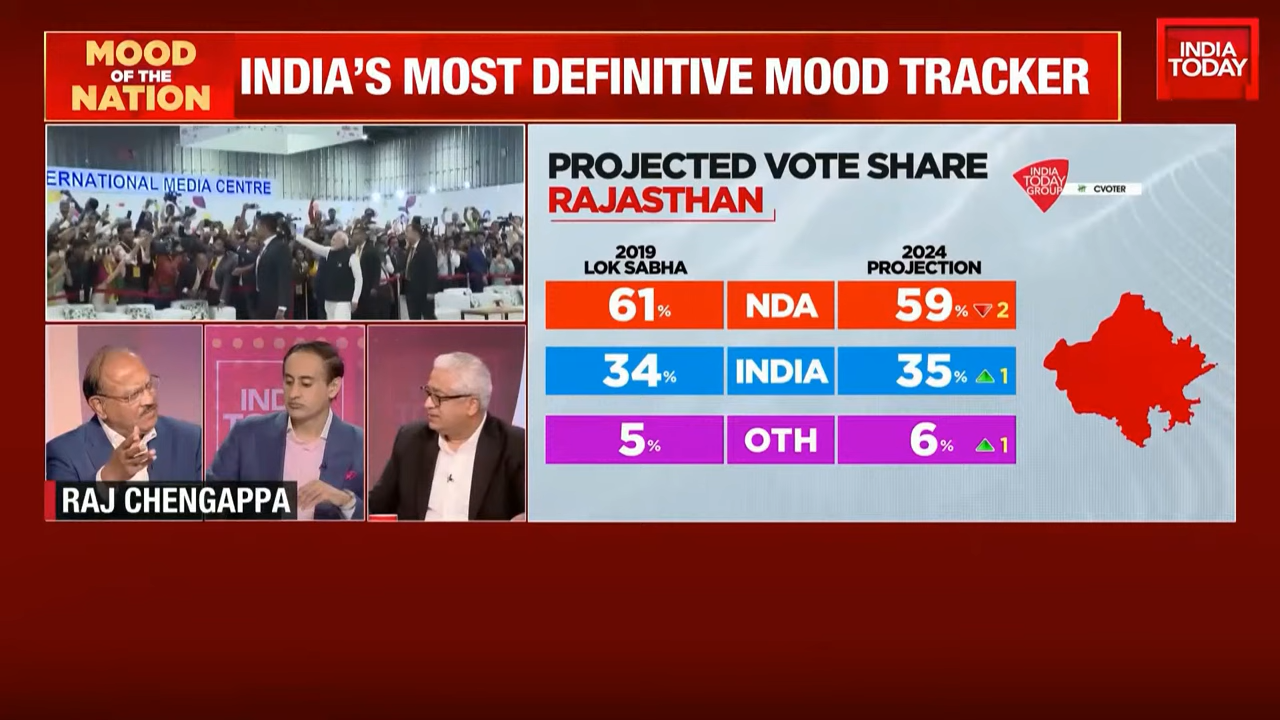 MOOD
OF THE
NATION
INDIA'S MOST DEFINITIVE MOOD TRACKER
INDIA
TODAY
ERNATIONAL MEDIA CENTRE
PROJECTED VOTE SHARE
RAJASTHAN
INDIA
TODAY
GROUP
CVOTER
2019
LOK SABHA
2024
PROJECTION
61% NDA 59% 2
34% INDIA 35% 1
5% OTH 6% 1
IND
RAJ CHENGAPPA